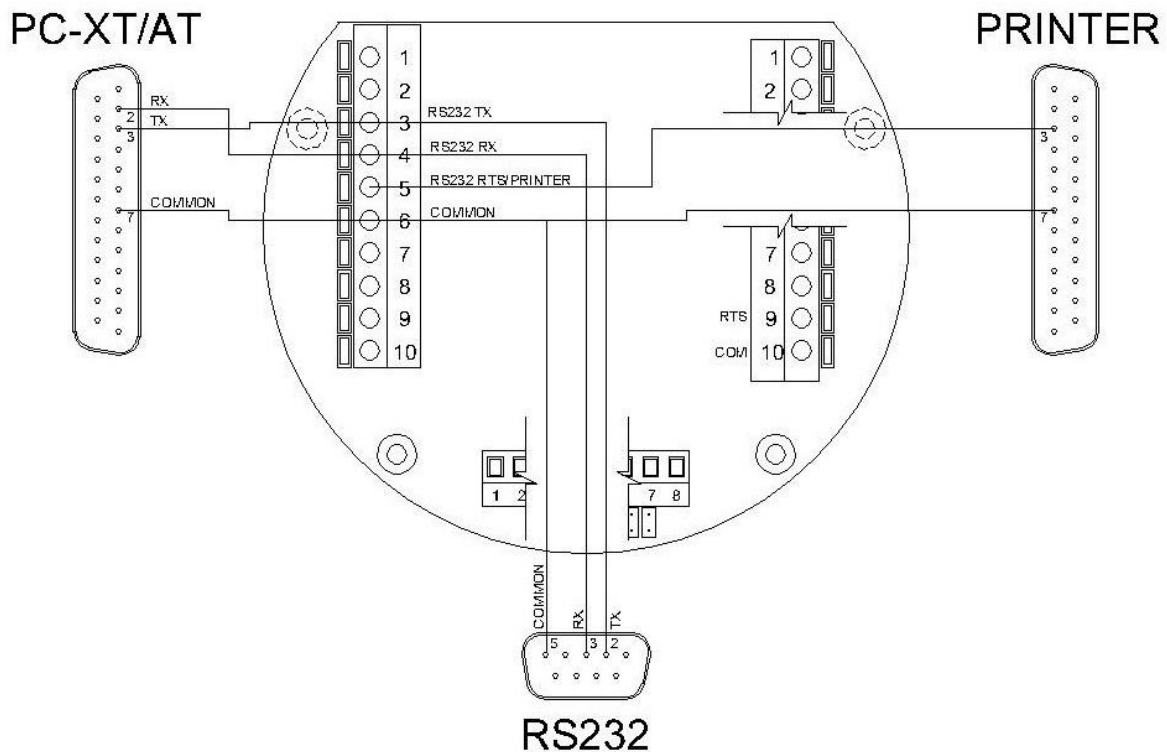 PC-XT/AT
PRINTER
1
2
3
4
5
6
7
8
9
10
RX
2
TX
3
COMMON
7
RS232 TX
RS232 RX
RS232 RTS/PRINTER
COMMON
1
2
7
8
RTS 9
COM 10
3
7
1 2 7 8
COMMON
RX
TX
5 3 2
RS232